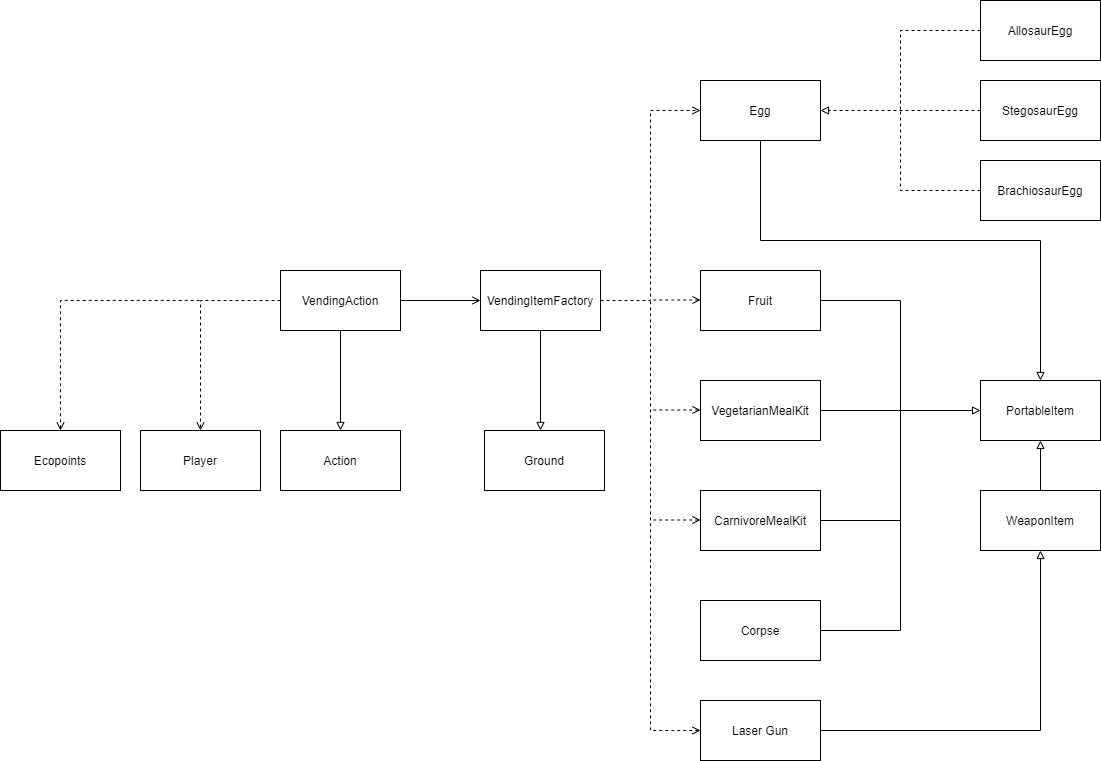 AllosaurEgg
Egg
StegosaurEgg
BrachiosaurEgg
VendingAction
VendingItemFactory
Fruit
VegetarianMealKit
PortableItem
Ecopoints
Player
Action
Ground
CarnivoreMealKit
WeaponItem
Corpse
Laser Gun